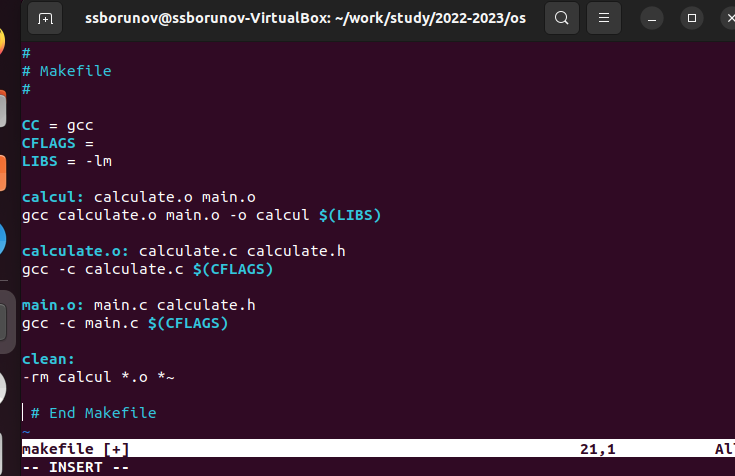 ssborunov@ssborunov-VirtualBox: ~/work/study/2022-2023/os
#
# Makefile
#
CC = gcc
CFLAGS =
LIBS = -lm
calcul: calculate.o main.o
gcc calculate.o main.o -o calcul $(LIBS)
calculate.o: calculate.c calculate.h
gcc -c calculate.c $(CFLAGS)
main.o: main.c calculate.h
gcc -c main.c $(CFLAGS)
clean:
-rm calcul *.o *~
# End Makefile
~
makefile [+] 21,1 Al
-- INSERT --